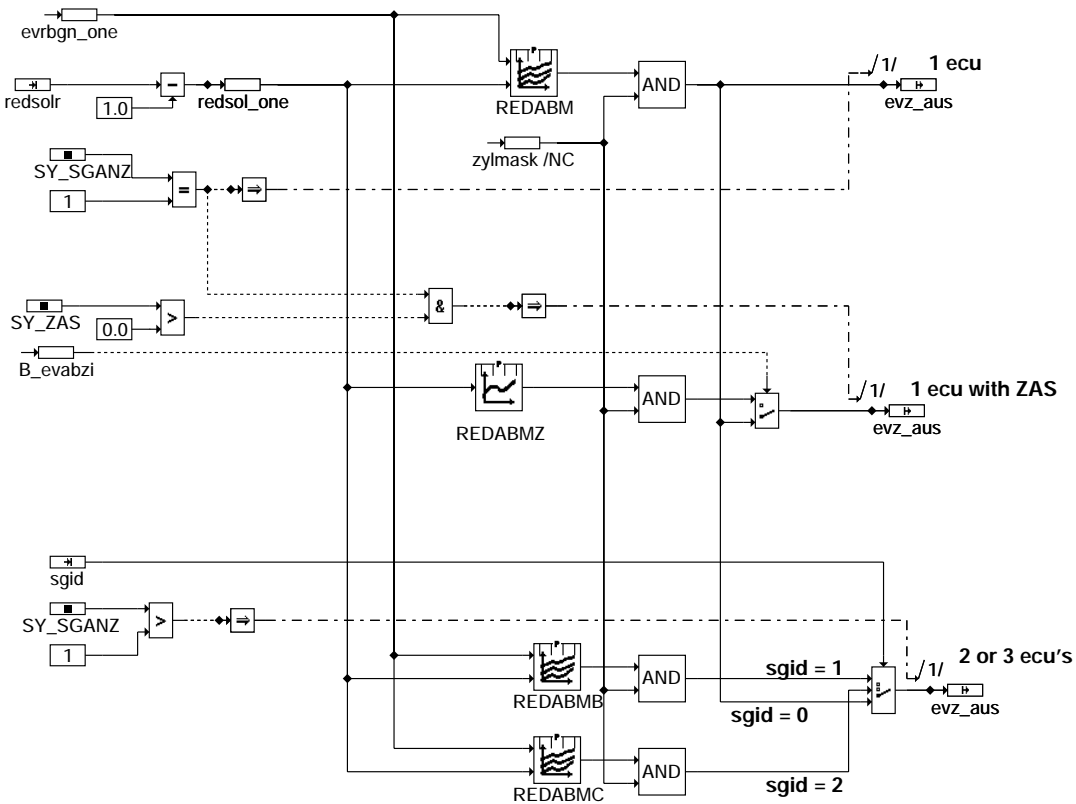 evrbgn_one
redsolr
1.0
redsol_one
P
REDABM
AND
1/
1 ecu
evz_aus
zylmask /NC
SY_SGANZ
1
=
SY_ZAS
0.0
>
&
B_evabzi
P
REDABMZ
AND
1/
1 ecu with ZAS
evz_aus
sgid
SY_SGANZ
1
>
P
REDABMB
AND
sgid = 1
sgid = 0
1/
2 or 3 ecu's
evz_aus
P
REDABMC
AND
sgid = 2